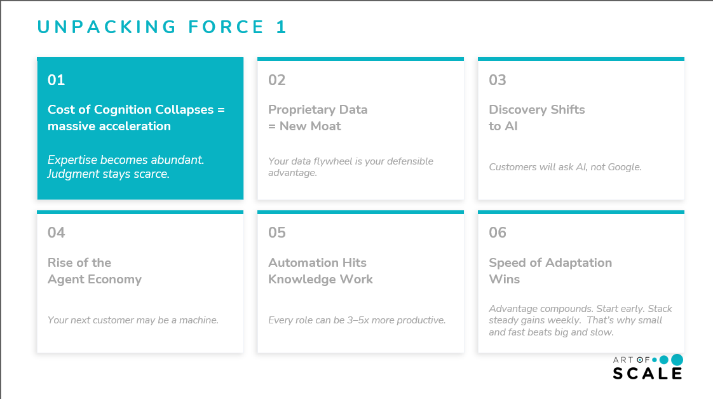 UNPACKING FORCE 1
01
Cost of Cognition Collapses =
massive acceleration
Expertise becomes abundant.
Judgment stays scarce.
02
Proprietary Data
= New Moat
Your data flywheel is your defensible
advantage.
03
Discovery Shifts
to AI
Customers will ask AI, not Google.
04
Rise of the
Agent Economy
Your next customer may be a machine.
05
Automation Hits
Knowledge Work
Every role can be 3–5x more productive.
06
Speed of Adaptation
Wins
Advantage compounds. Start early. Stack
steady gains weekly.  That's why small
and fast beats big and slow.
ART OF
SCALE